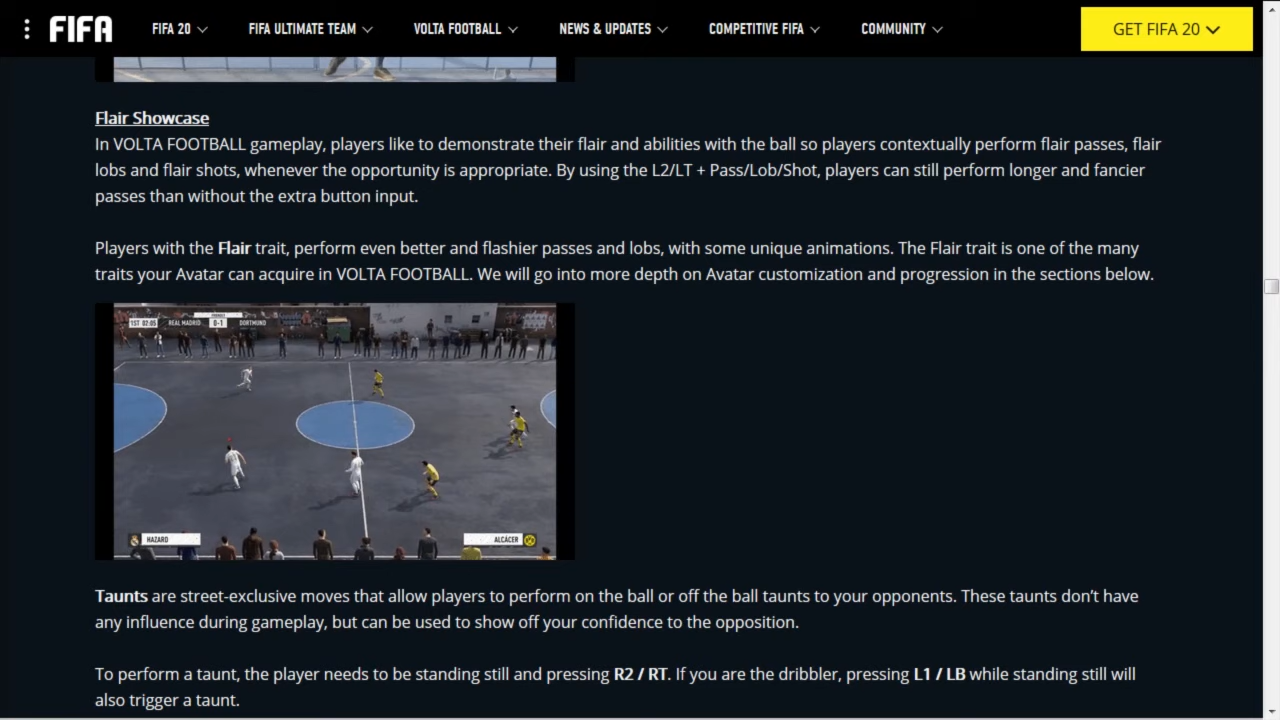 FIFA
FIFA 20
FIFA ULTIMATE TEAM
VOLTA FOOTBALL
NEWS & UPDATES
COMPETITIVE FIFA
COMMUNITY
GET FIFA 20
Flair Showcase
In VOLTA FOOTBALL gameplay, players like to demonstrate their flair and abilities with the ball so players contextually perform flair passes, flair
lobs and flair shots, whenever the opportunity is appropriate. By using the L2/LT + Pass/Lob/Shot, players can still perform longer and fancier
passes than without the extra button input.
Players with the Flair trait, perform even better and flashier passes and lobs, with some unique animations. The Flair trait is one of the many
traits your Avatar can acquire in VOLTA FOOTBALL. We will go into more depth on Avatar customization and progression in the sections below.
1ST 02:05 REAL MADRID 0-1 DORTMUND
HAZARD
ALCÁCER
Taunts are street-exclusive moves that allow players to perform on the ball or off the ball taunts to your opponents. These taunts don’t have
any influence during gameplay, but can be used to show off your confidence to the opposition.
To perform a taunt, the player needs to be standing still and pressing R2 / RT. If you are the dribbler, pressing L1 / LB while standing still will
also trigger a taunt.